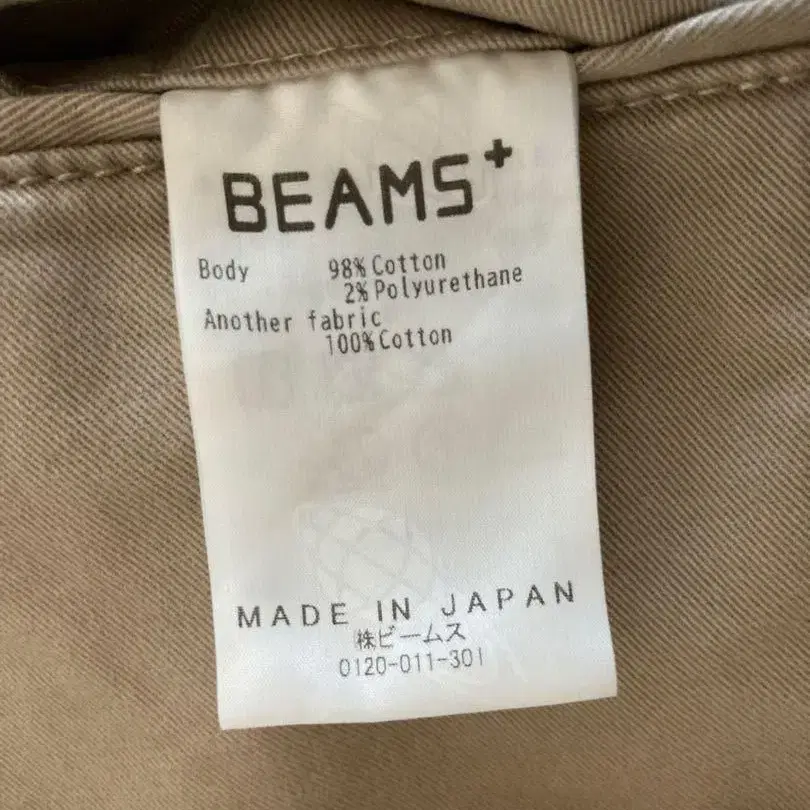 BEAMS+
Body 98% Cotton
2% Polyurethane
Another fabric
100% Cotton
MADE IN JAPAN
㈱ビームス
0120-011-301